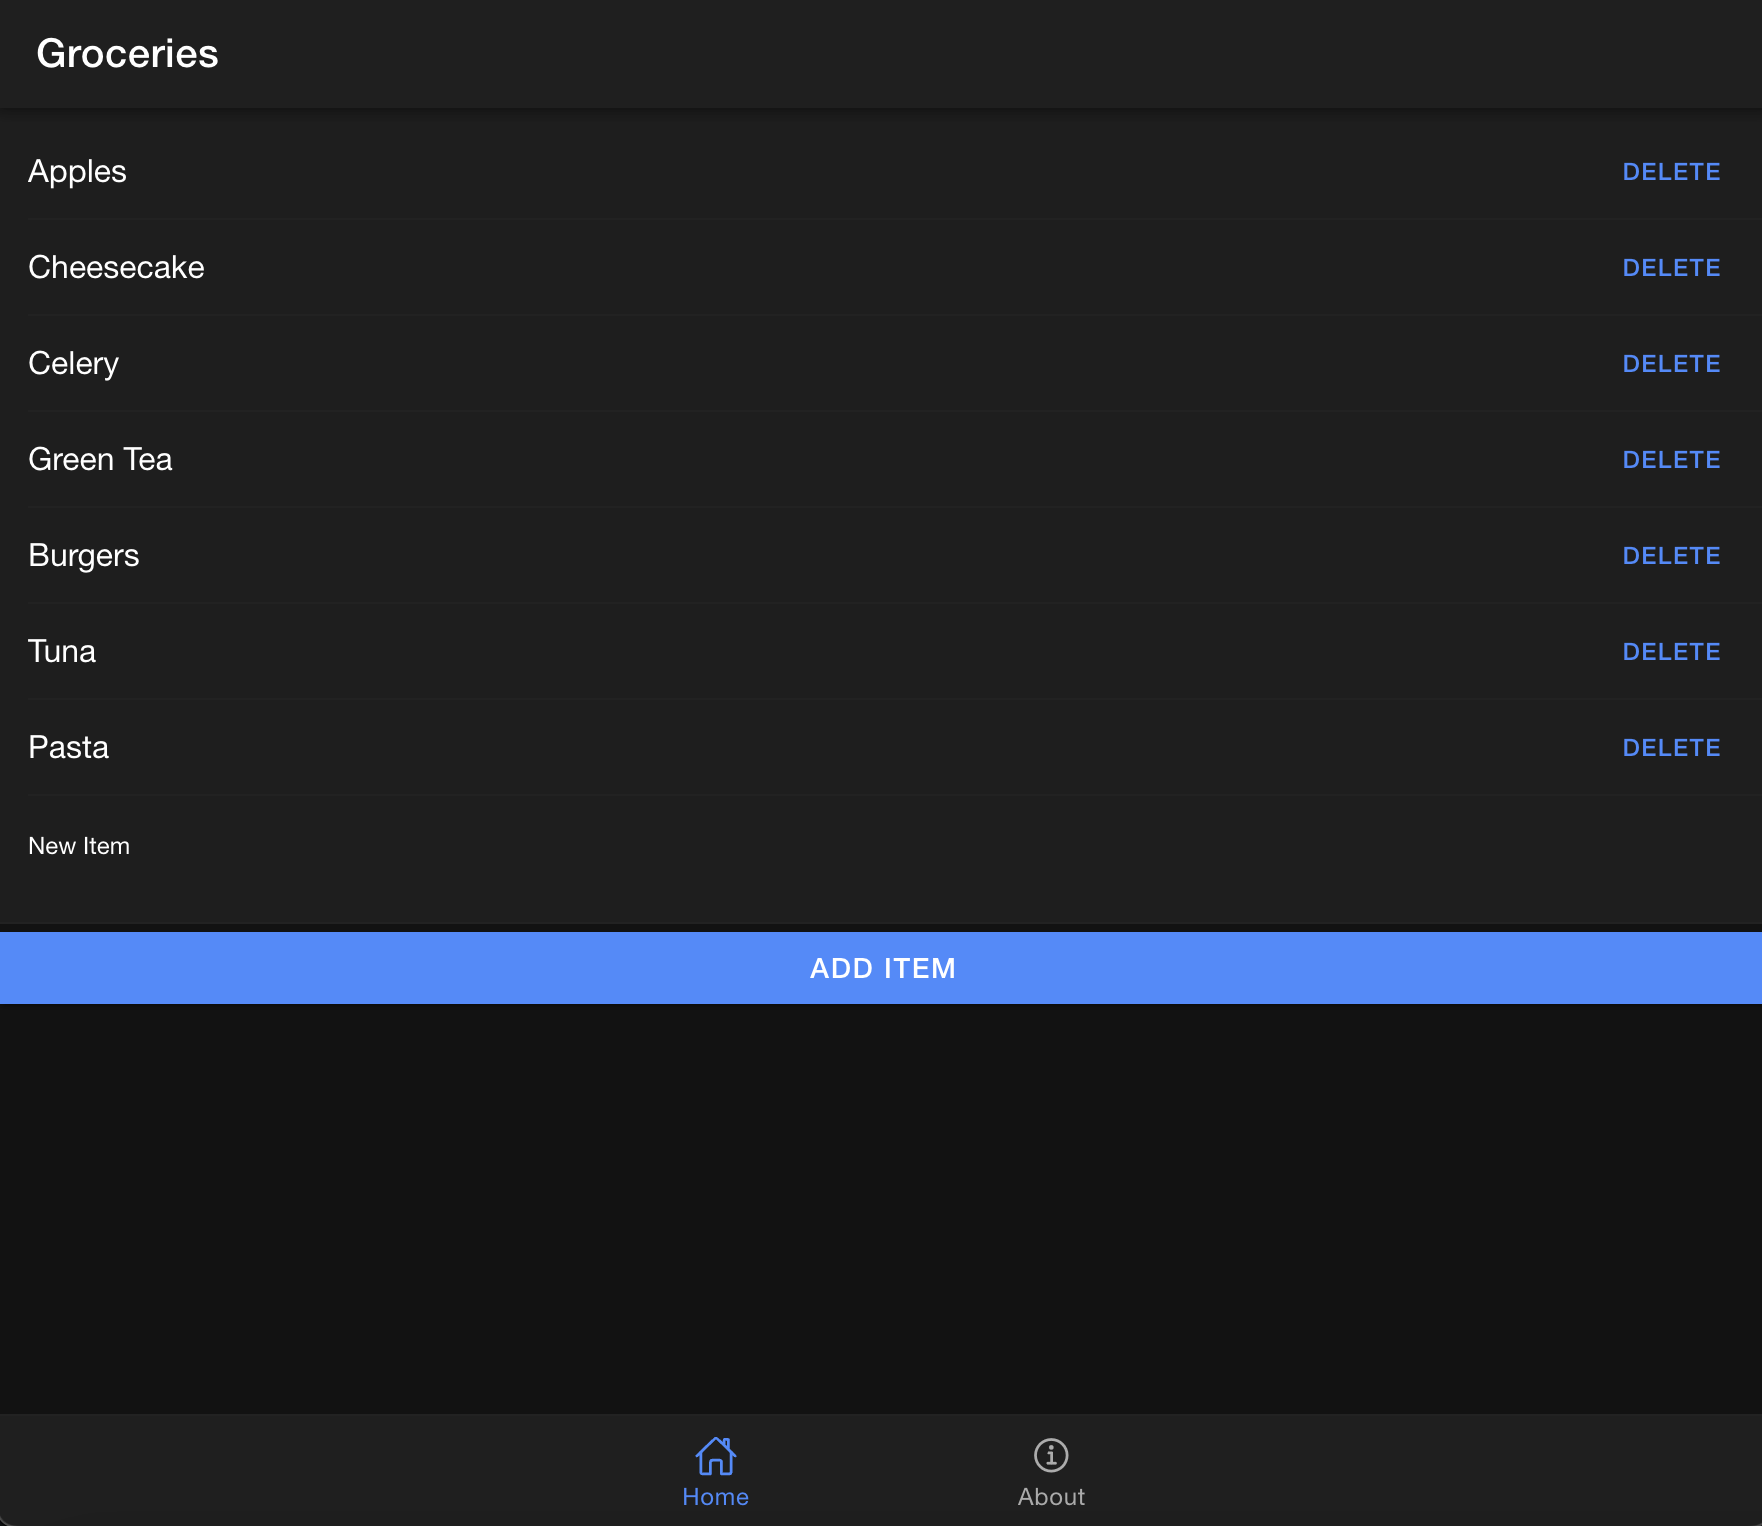 Groceries
Apples DELETE
Cheesecake DELETE
Celery DELETE
Green Tea DELETE
Burgers DELETE
Tuna DELETE
Pasta DELETE
New Item
ADD ITEM
Home About